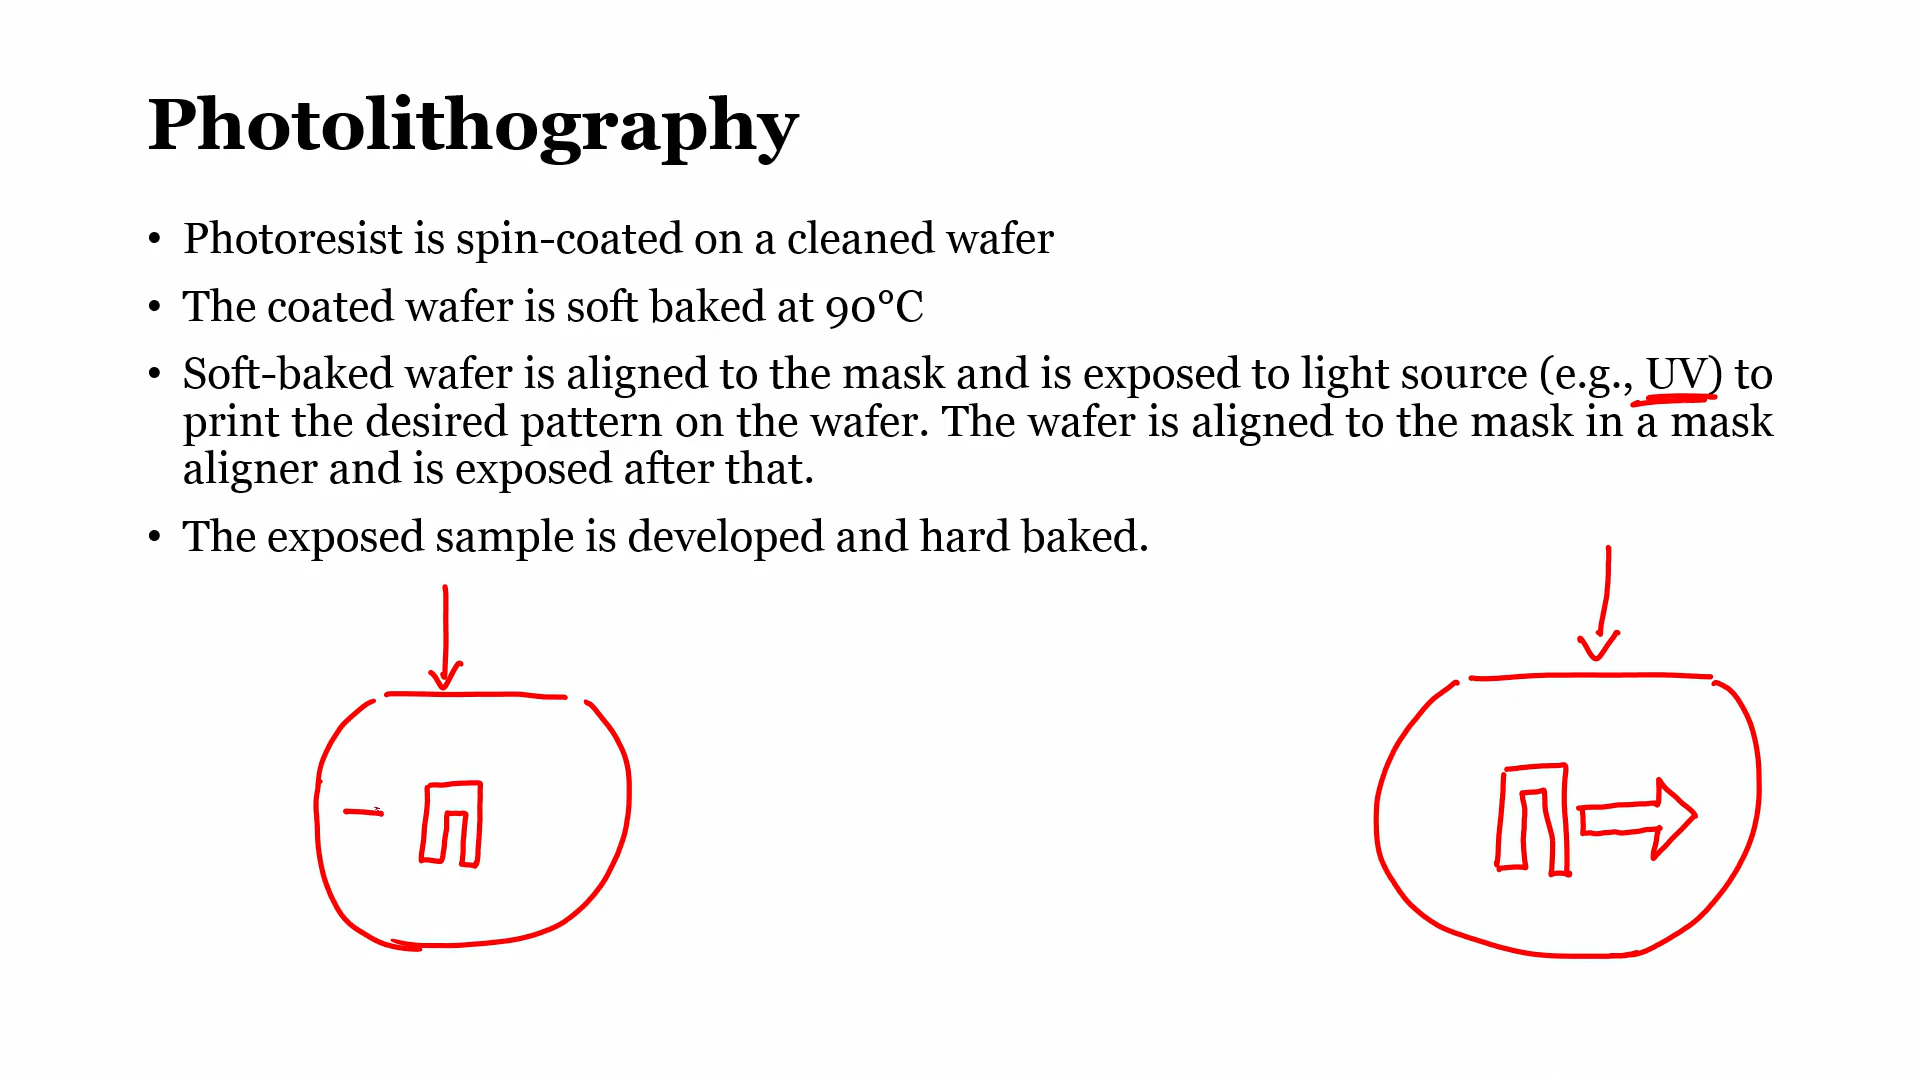 Photolithography
• Photoresist is spin-coated on a cleaned wafer
• The coated wafer is soft baked at 90°C
• Soft-baked wafer is aligned to the mask and is exposed to light source (e.g., UV) to
print the desired pattern on the wafer. The wafer is aligned to the mask in a mask
aligner and is exposed after that.
• The exposed sample is developed and hard baked.